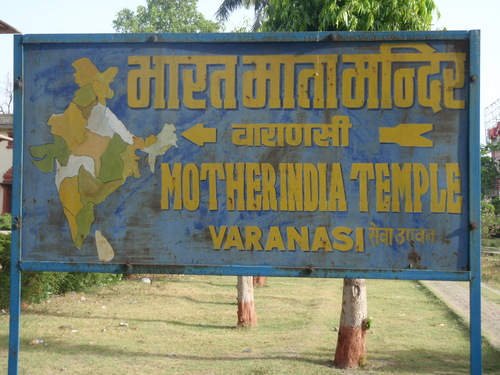 भारत माता मन्दिर
वाराणसी
MOTHER INDIA TEMPLE
VARANASI सेवा उपवन